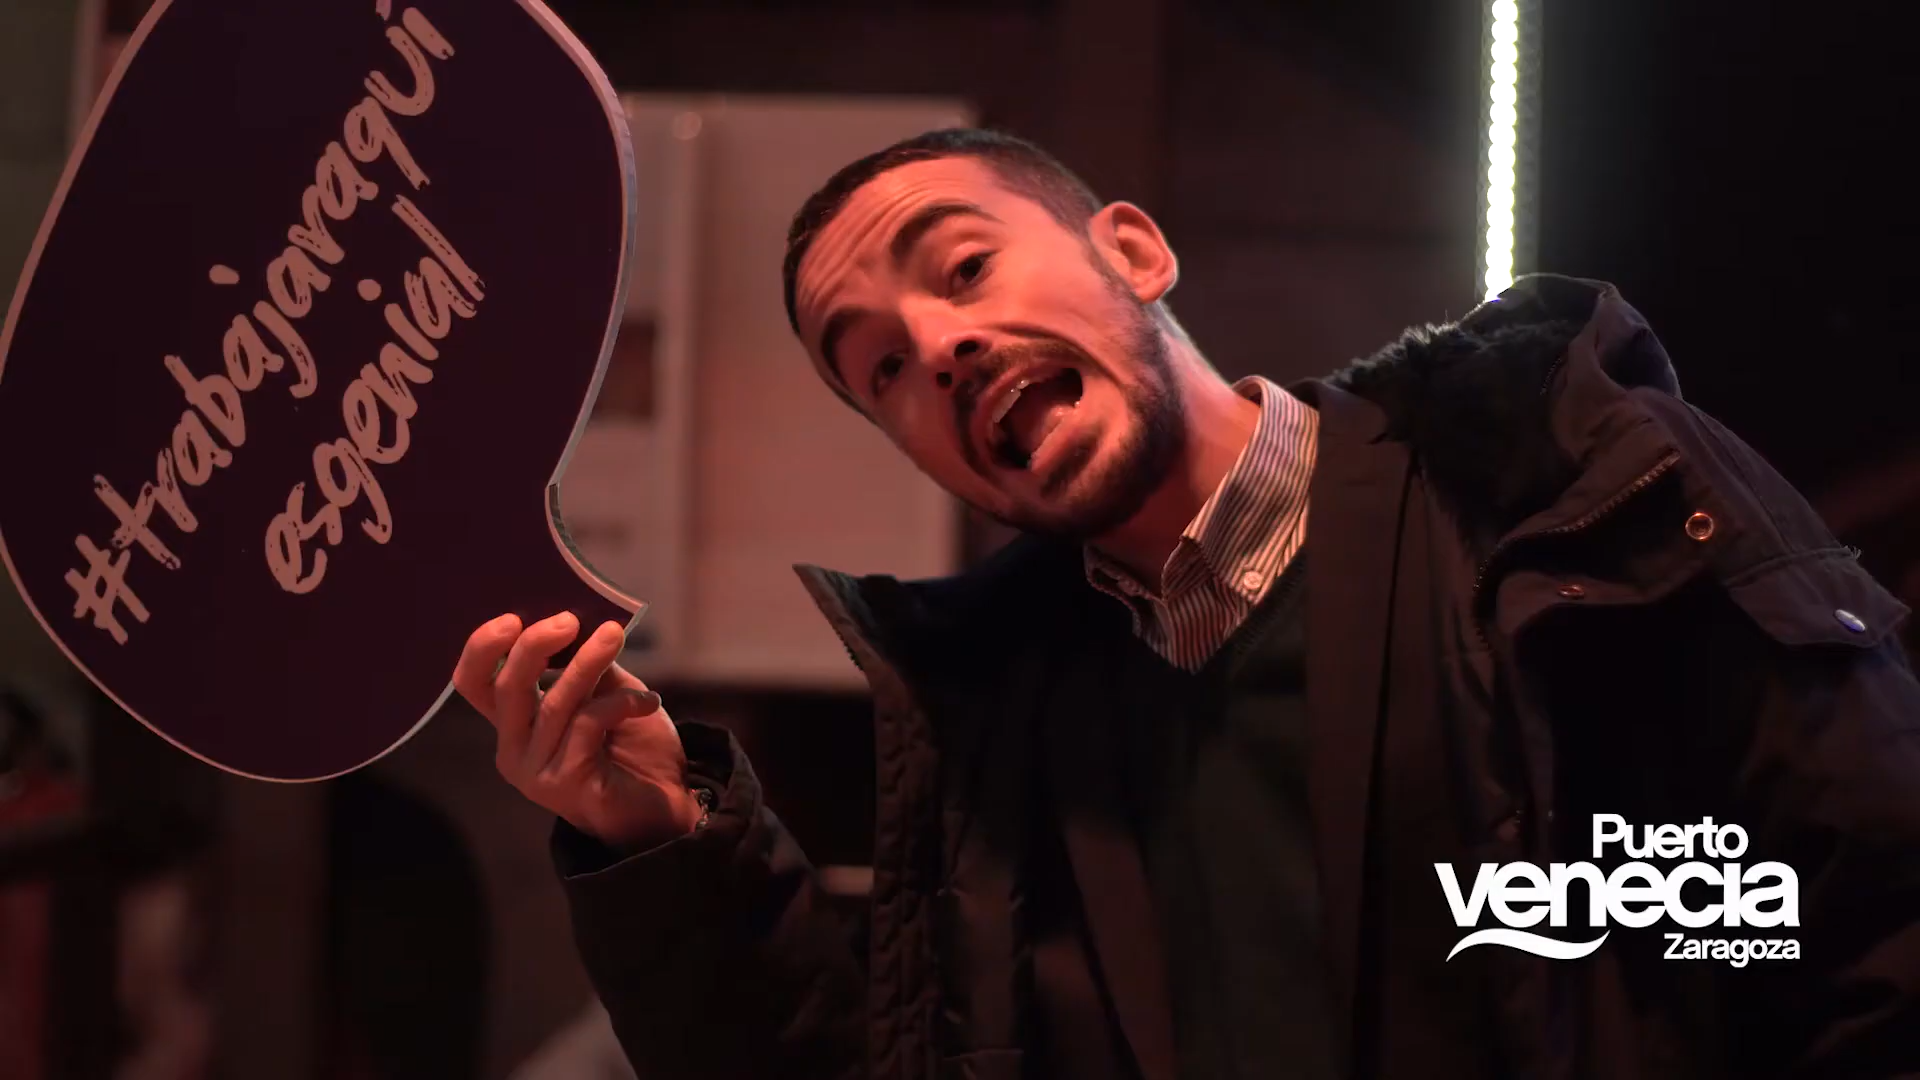 #trabajaraquí
esgenial
Puerto
venecia
Zaragoza